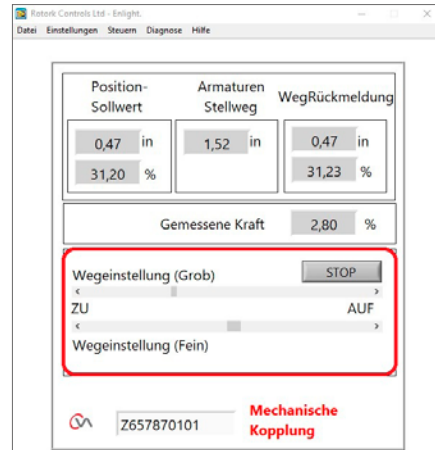 Rotork Controls Ltd - Enlight.
Datei Einstellungen Steuern Diagnose Hilfe
Position- Sollwert
Armaturen Stellweg
WegRückmeldung
0,47 in
1,52 in
0,47 in
31,20 %
31,23 %
Gemessene Kraft 2,80 %
Wegeinstellung (Grob) STOP
ZU AUF
Wegeinstellung (Fein)
Z657870101
Mechanische
Kopplung